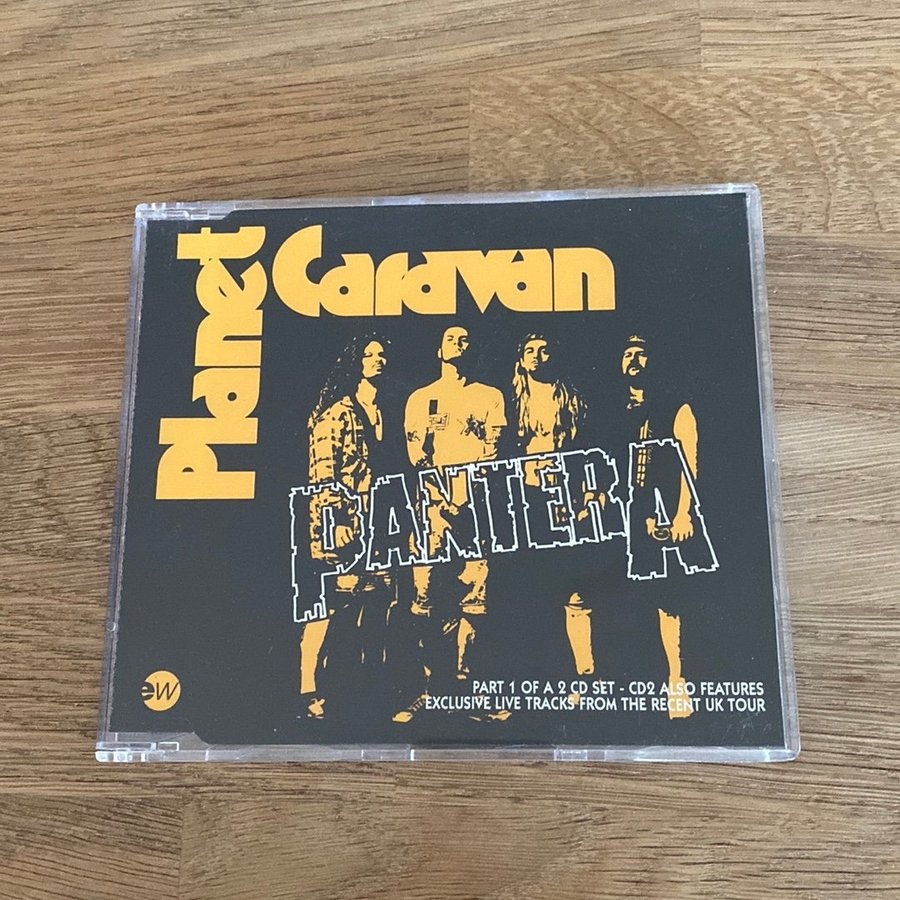 Planet
Caravan
PANTERA
ew
PART 1 OF A 2 CD SET - CD2 ALSO FEATURES
EXCLUSIVE LIVE TRACKS FROM THE RECENT UK TOUR